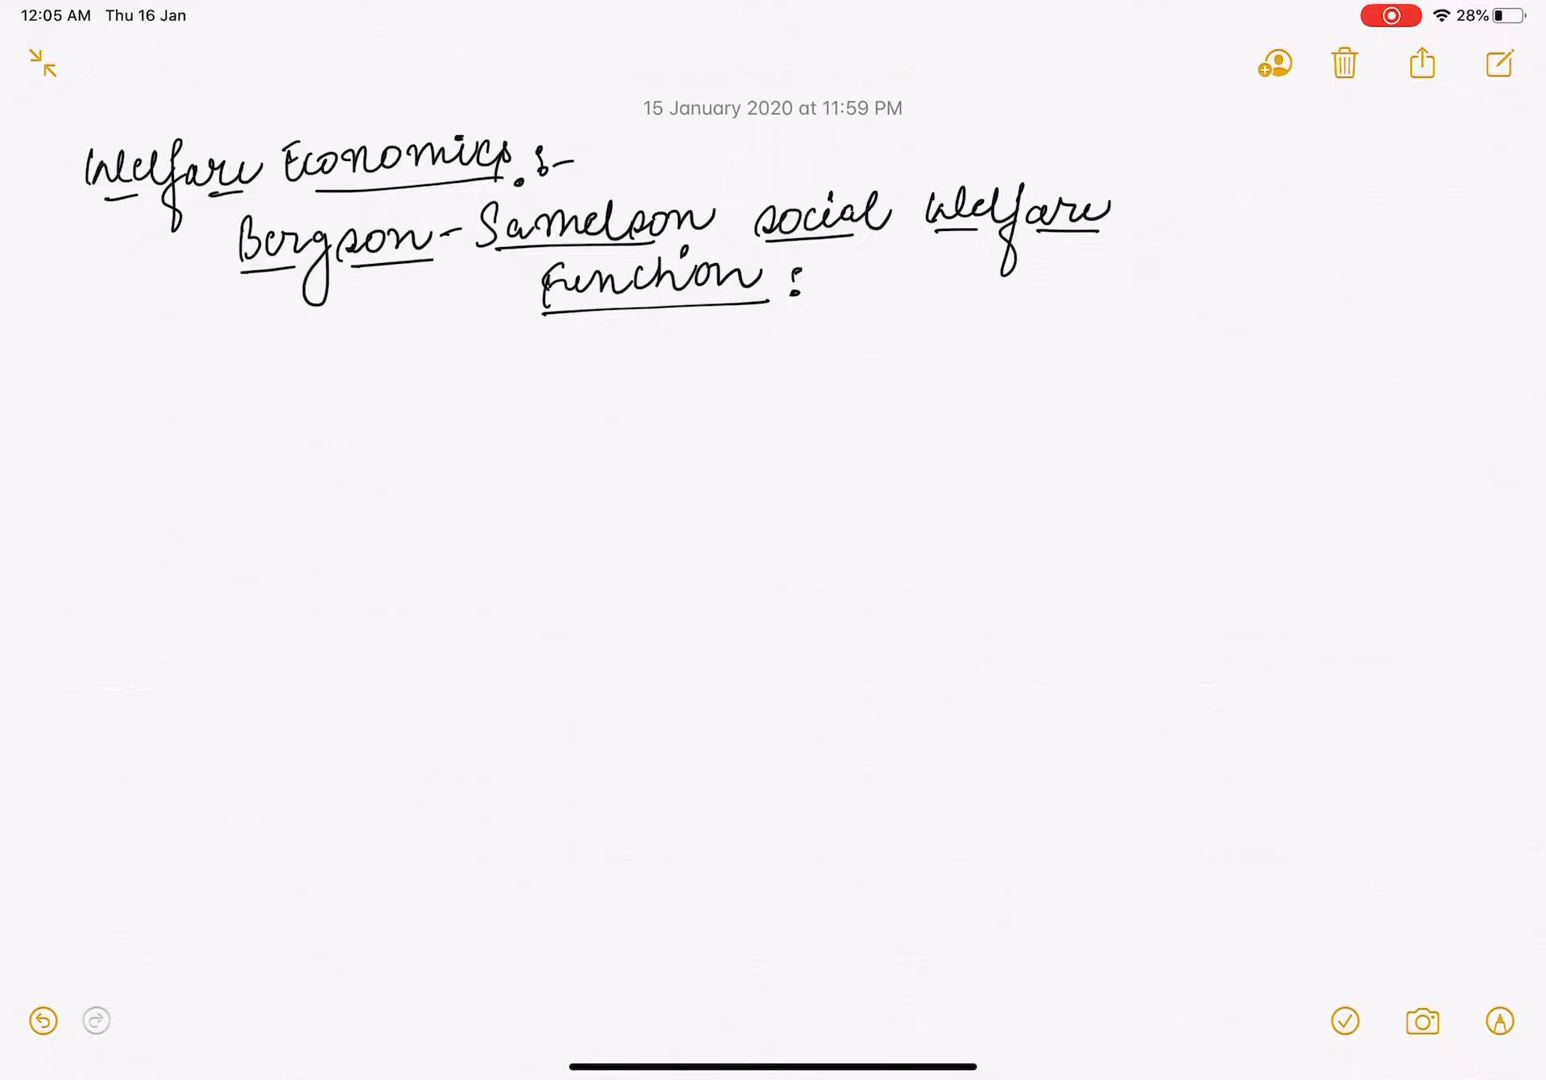 12:05 AM Thu 16 Jan 28%
15 January 2020 at 11:59 PM
Welfare Economics :-
Bergson - Samelson social Welfare
Function :